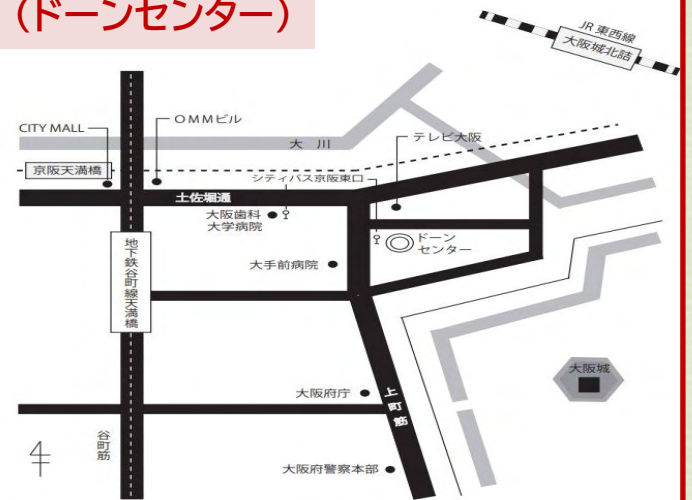 （ドーンセンター）
JR東西線
大阪城北詰
CITY MALL
OMMビル
大 川
テレビ大阪
京阪天満橋
シティバス京阪東口
土佐堀通
大阪歯科
大学病院
ドーン
センター
地下鉄谷町線天満橋
大手前病院
大阪城
大阪府庁
上町筋
谷町筋
大阪府警察本部